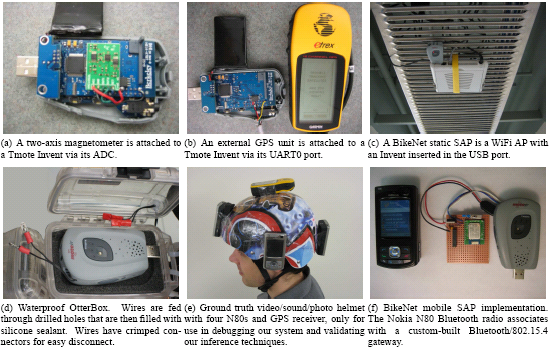 etrex
GARMIN
(a) A two-axis magnetometer is attached to
a Tmote Invent via its ADC.
(b) An external GPS unit is attached to a
Tmote Invent via its UART0 port.
(c) A BikeNet static SAP is a WiFi AP with
an Invent inserted in the USB port.
(d) Waterproof OtterBox. Wires are fed
through drilled holes that are then filled with
silicone sealant. Wires have crimped con-
nectors for easy disconnect.
(e) Ground truth video/sound/photo helmet
with four N80s and GPS receiver, only for
use in debugging our system and validating
our inference techniques.
(f) BikeNet mobile SAP implementation.
The Nokia N80 Bluetooth radio associates
with a custom-built Bluetooth/802.15.4
gateway.